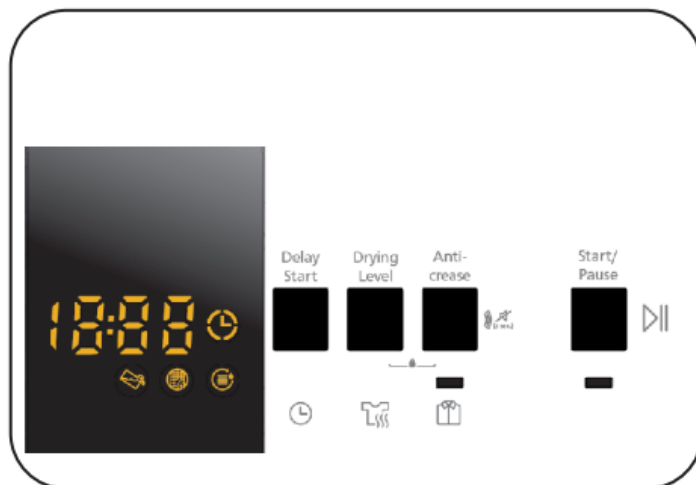 Delay
Start
Drying
Level
Anti-
crease
Start/
Pause
18:88